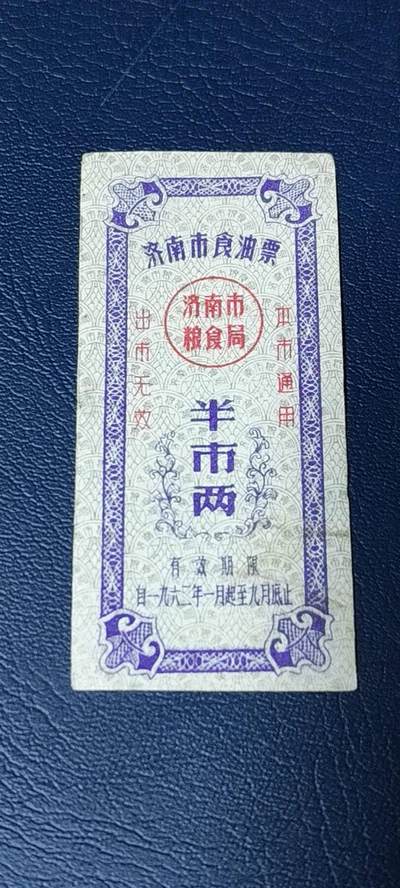 济南市食油票
济南市
粮食局
本市通用
出市无效
半市两
有效期限
自一九六二年一月起至九月底止